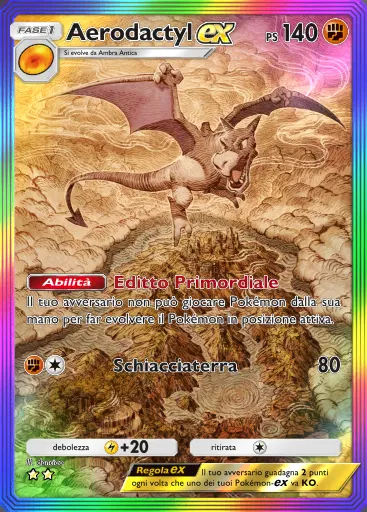 FASE 1
Aerodactyl ex
PS 140
Si evolve da Ambra Antica
Abilità Editto Primordiale
Il tuo avversario non può giocare Pokémon dalla sua
mano per far evolvere il Pokémon in posizione attiva.
Schiacciaterra 80
debolezza +20 ritirata
Regola ex Il tuo avversario guadagna 2 punti
ogni volta che uno dei tuoi Pokémon-ex va KO.